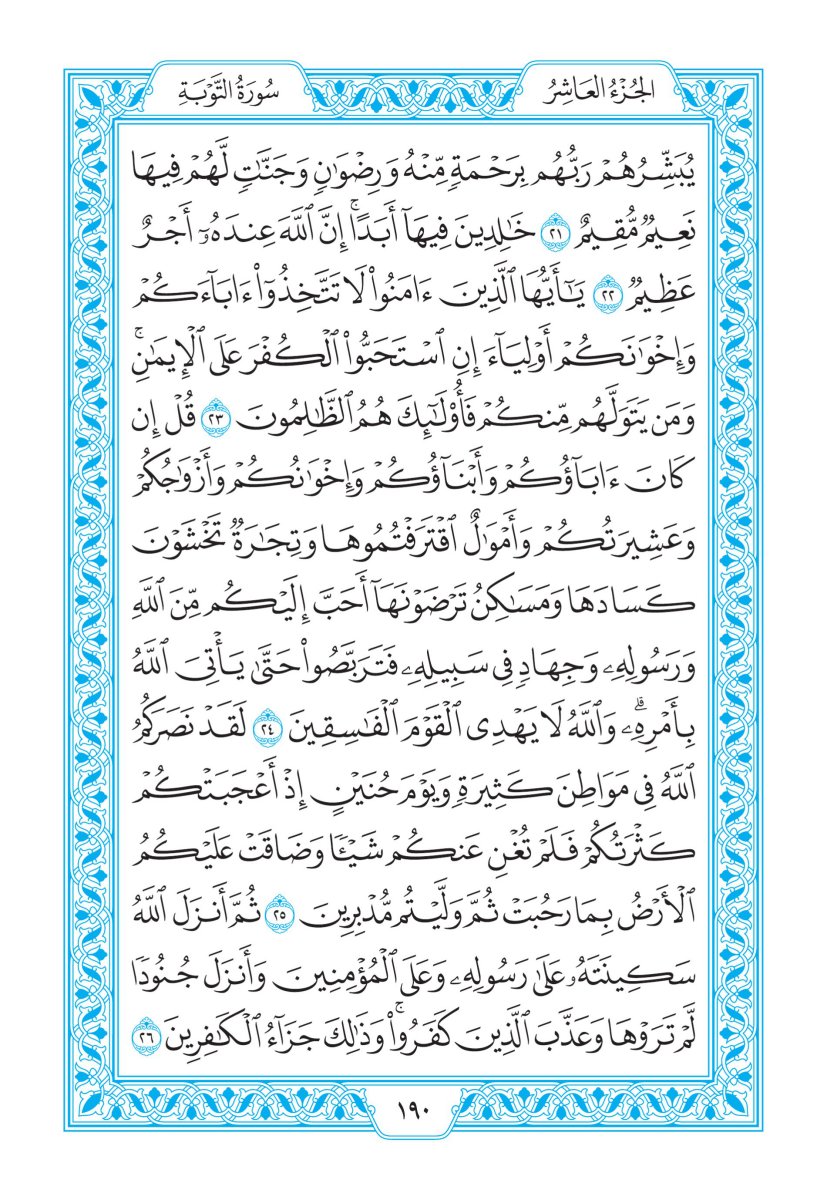 الجُزْءُ العَاشِرُ
سُورَةُ التَّوْبَةِ
يُبَشِّرُهُمْ رَبُّهُم بِرَحْمَةٍ مِّنْهُ وَرِضْوَٰنٍ وَجَنَّٰتٍ لَّهُمْ فِيهَا
نَعِيمٌ مُّقِيمٌ ٢١ خَٰلِدِينَ فِيهَآ أَبَدًاۚ إِنَّ ٱللَّهَ عِندَهُۥٓ أَجْرٌ
عَظِيمٌ ٢٢ يَٰٓأَيُّهَا ٱلَّذِينَ ءَامَنُوا۟ لَا تَتَّخِذُوٓا۟ ءَابَآءَكُمْ
وَإِخْوَٰنَكُمْ أَوْلِيَآءَ إِنِ ٱسْتَحَبُّوا۟ ٱلْكُفْرَ عَلَى ٱلْإِيمَٰنِۚ
وَمَن يَتَوَلَّهُم مِّنكُمْ فَأُو۟لَٰٓئِكَ هُمُ ٱلظَّٰلِمُونَ ٢٣ قُلْ إِن
كَانَ ءَابَآؤُكُمْ وَأَبْنَآؤُكُمْ وَإِخْوَٰنُكُمْ وَأَزْوَٰجُكُمْ
وَعَشِيرَتُكُمْ وَأَمْوَٰلٌ ٱقْتَرَفْتُمُوهَا وَتِجَٰرَةٌ تَخْشَوْنَ
كَسَادَهَا وَمَسَٰكِنُ تَرْضَوْنَهَآ أَحَبَّ إِلَيْكُم مِّنَ ٱللَّهِ
وَرَسُولِهِۦ وَجِهَادٍ فِى سَبِيلِهِۦ فَتَرَبَّصُوا۟ حَتَّىٰ يَأْتِىَ ٱللَّهُ
بِأَمْرِهِۦۗ وَٱللَّهُ لَا يَهْدِى ٱلْقَوْمَ ٱلْفَٰسِقِينَ ٢٤ لَقَدْ نَصَرَكُمُ
ٱللَّهُ فِى مَوَاطِنَ كَثِيرَةٍ وَيَوْمَ حُنَيْنٍ إِذْ أَعْجَبَتْكُمْ
كَثْرَتُكُمْ فَلَمْ تُغْنِ عَنكُمْ شَيْـًٔا وَضَاقَتْ عَلَيْكُمُ
ٱلْأَرْضُ بِمَا رَحُبَتْ ثُمَّ وَلَّيْتُم مُّدْبِرِينَ ٢٥ ثُمَّ أَنزَلَ ٱللَّهُ
سَكِينَتَهُۥ عَلَىٰ رَسُولِهِۦ وَعَلَى ٱلْمُؤْمِنِينَ وَأَنزَلَ جُنُودًا
لَّمْ تَرَوْهَا وَعَذَّبَ ٱلَّذِينَ كَفَرُوا۟ۚ وَذَٰلِكَ جَزَآءُ ٱلْكَٰفِرِينَ ٢٦
١٩٠